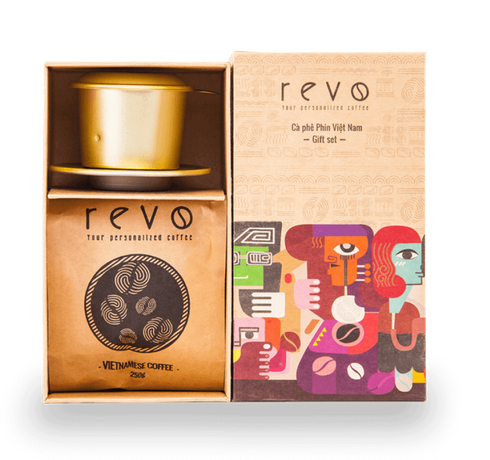 revo
Your personalized coffee
- VIETNAMESE COFFEE -
250g
revo
Your personalized coffee
Cà phê Phin Việt Nam
– Gift set –